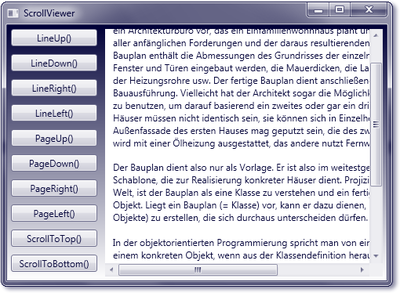 ScrollViewer
LineUp()
LineDown()
LineRight()
LineLeft()
PageUp()
PageDown()
PageRight()
PageLeft()
ScrollToTop()
ScrollToBottom()
ein Architekturbüro vor, das ein Einfamilienwohnhaus plant un
aller anfänglichen Forderungen und der daraus resultierenden
Bauplan enthält die Abmessungen des Grundrisses der einzeln
Fenster und Türen eingebaut werden, die Mauerdicken, die La
der Heizungsrohre usw. Der fertige Bauplan dient anschließen
Bauausführung. Vielleicht hat der Architekt sogar die Möglich
zu benutzen, um darauf basierend ein zweites oder gar ein dri
Häuser müssen nicht identisch sein, sie können sich in Einzelhe
Außenfassade des ersten Hauses mag geputzt sein, die des zw
wird mit einer Ölheizung ausgestattet, das andere nutzt Fernw
Der Bauplan dient also nur als Vorlage. Er ist also im weitestge
Schablone, die zur Realisierung konkreter Häuser dient. Projizi
Welt, ist der Bauplan als eine Klasse zu verstehen und ein ferti
Objekt. Liegt ein Bauplan (= Klasse) vor, kann er dazu dienen,
Objekte) zu erstellen, die sich durchaus unterscheiden dürfen.
In der objektorientierten Programmierung spricht man von ein
einem konkreten Objekt, wenn aus der Klassendefinition herau